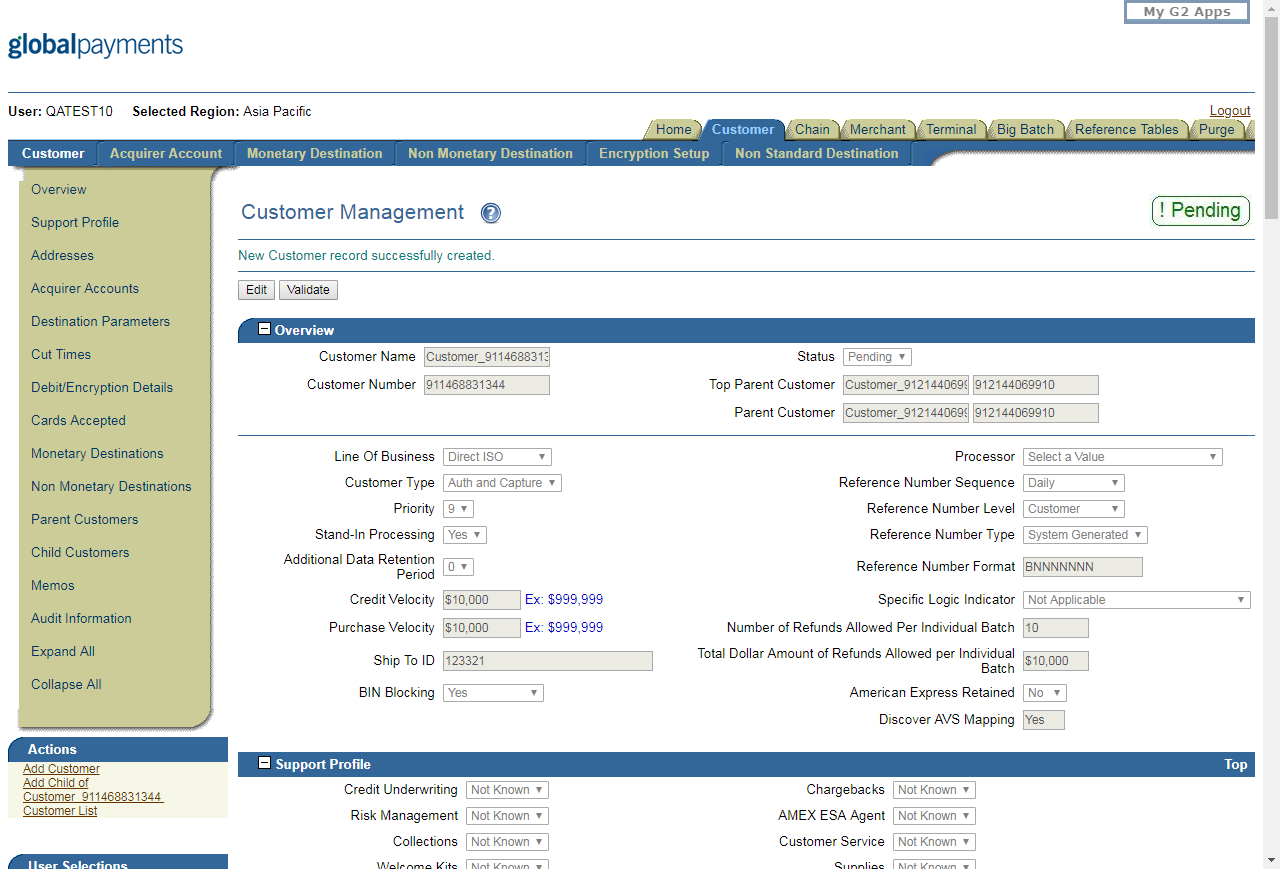 My G2 Apps
globalpayments
User: QATEST10 Selected Region: Asia Pacific
Logout
Home Customer Chain Merchant Terminal Big Batch Reference Tables Purge
Customer Acquirer Account Monetary Destination Non Monetary Destination Encryption Setup Non Standard Destination
Overview
Support Profile
Addresses
Acquirer Accounts
Destination Parameters
Cut Times
Debit/Encryption Details
Cards Accepted
Monetary Destinations
Non Monetary Destinations
Parent Customers
Child Customers
Memos
Audit Information
Expand All
Collapse All
Actions
Add Customer
Add Child of
Customer_911468831344
Customer List
User Selections
Customer Management ?
! Pending
New Customer record successfully created.
Edit Validate
Overview
Customer Name Customer_9114688313 Status Pending
Customer Number 911468831344 Top Parent Customer Customer_9121440699 912144069910
Parent Customer Customer_9121440699 912144069910
Line Of Business Direct ISO Processor Select a Value
Customer Type Auth and Capture Reference Number Sequence Daily
Priority 9 Reference Number Level Customer
Stand-In Processing Yes Reference Number Type System Generated
Additional Data Retention
Period 0 Reference Number Format BNNNNNNN
Credit Velocity $10,000 Ex: $999,999 Specific Logic Indicator Not Applicable
Purchase Velocity $10,000 Ex: $999,999 Number of Refunds Allowed Per Individual Batch 10
Ship To ID 123321 Total Dollar Amount of Refunds Allowed per Individual
Batch $10,000
BIN Blocking Yes American Express Retained No
Discover AVS Mapping Yes
Support Profile Top
Credit Underwriting Not Known Chargebacks Not Known
Risk Management Not Known AMEX ESA Agent Not Known
Collections Not Known Customer Service Not Known
Welcome Kits Not Known Supplies Not Known